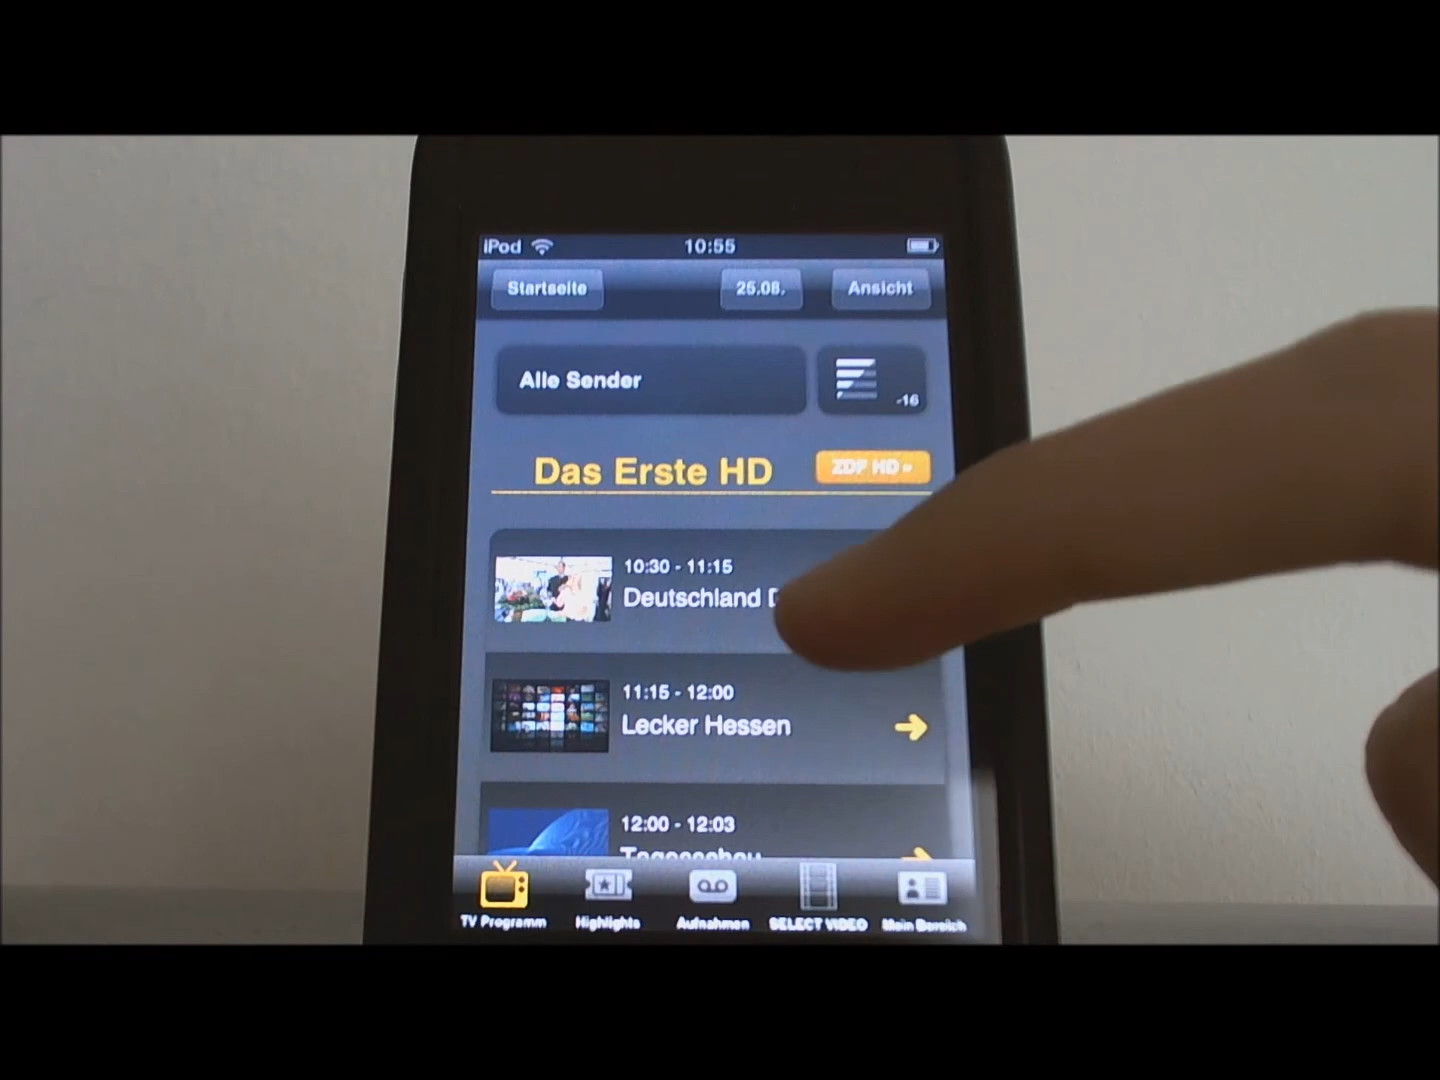 iPod 10:55
Startseite 25.08. Ansicht
Alle Sender -16
Das Erste HD ZDF HD »
10:30 - 11:15
Deutschland
11:15 - 12:00
Lecker Hessen
12:00 - 12:03
Tagesschau
TV Programm Highlights Aufnahmen SELECT VIDEO Mein Bereich